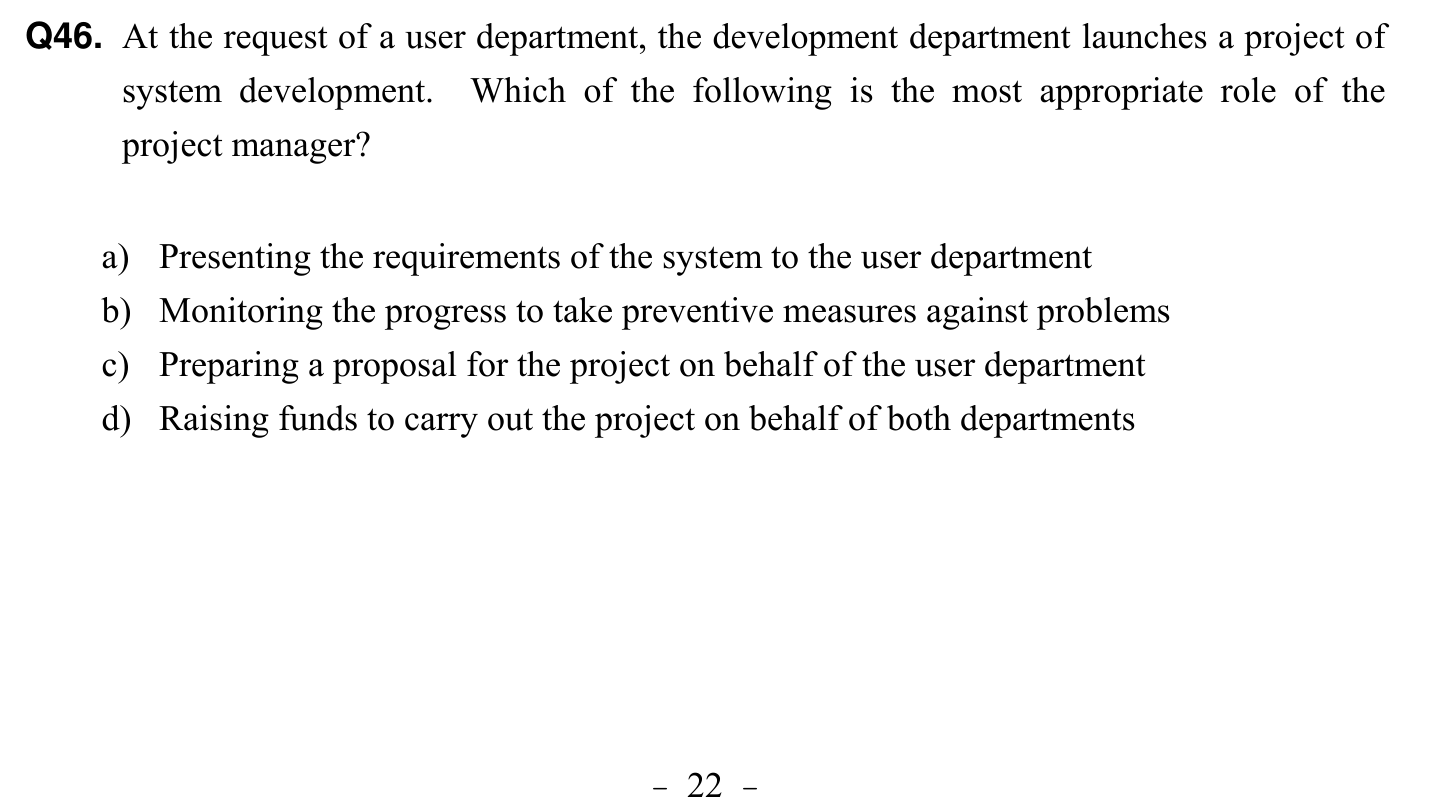 Q46. At the request of a user department, the development department launches a project of
system development. Which of the following is the most appropriate role of the
project manager?
a) Presenting the requirements of the system to the user department
b) Monitoring the progress to take preventive measures against problems
c) Preparing a proposal for the project on behalf of the user department
d) Raising funds to carry out the project on behalf of both departments
– 22 –